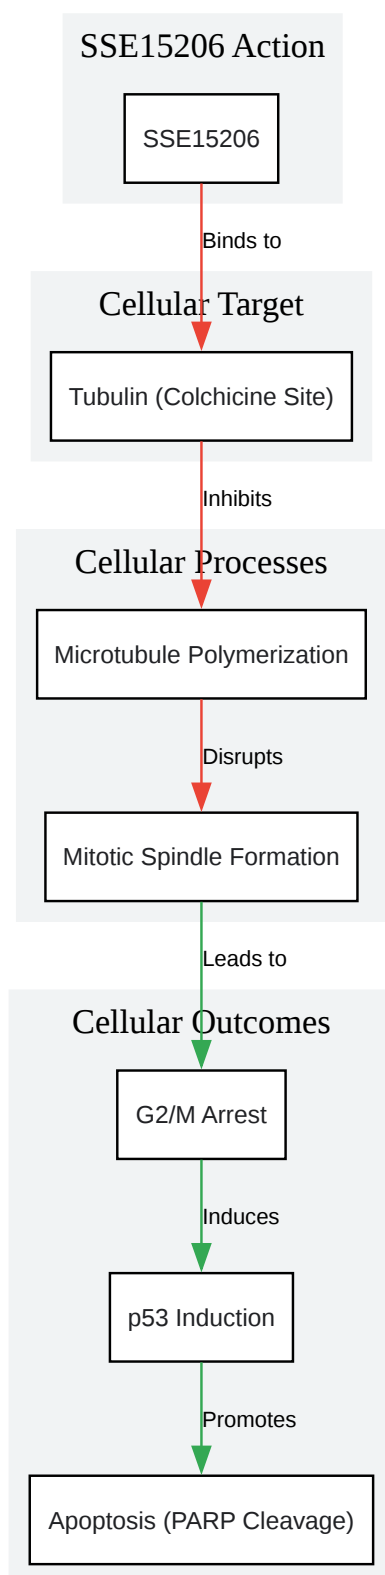 SSE15206 Action
SSE15206
Binds to
Cellular Target
Tubulin (Colchicine Site)
Inhibits
Cellular Processes
Microtubule Polymerization
Disrupts
Mitotic Spindle Formation
Leads to
Cellular Outcomes
G2/M Arrest
Induces
p53 Induction
Promotes
Apoptosis (PARP Cleavage)